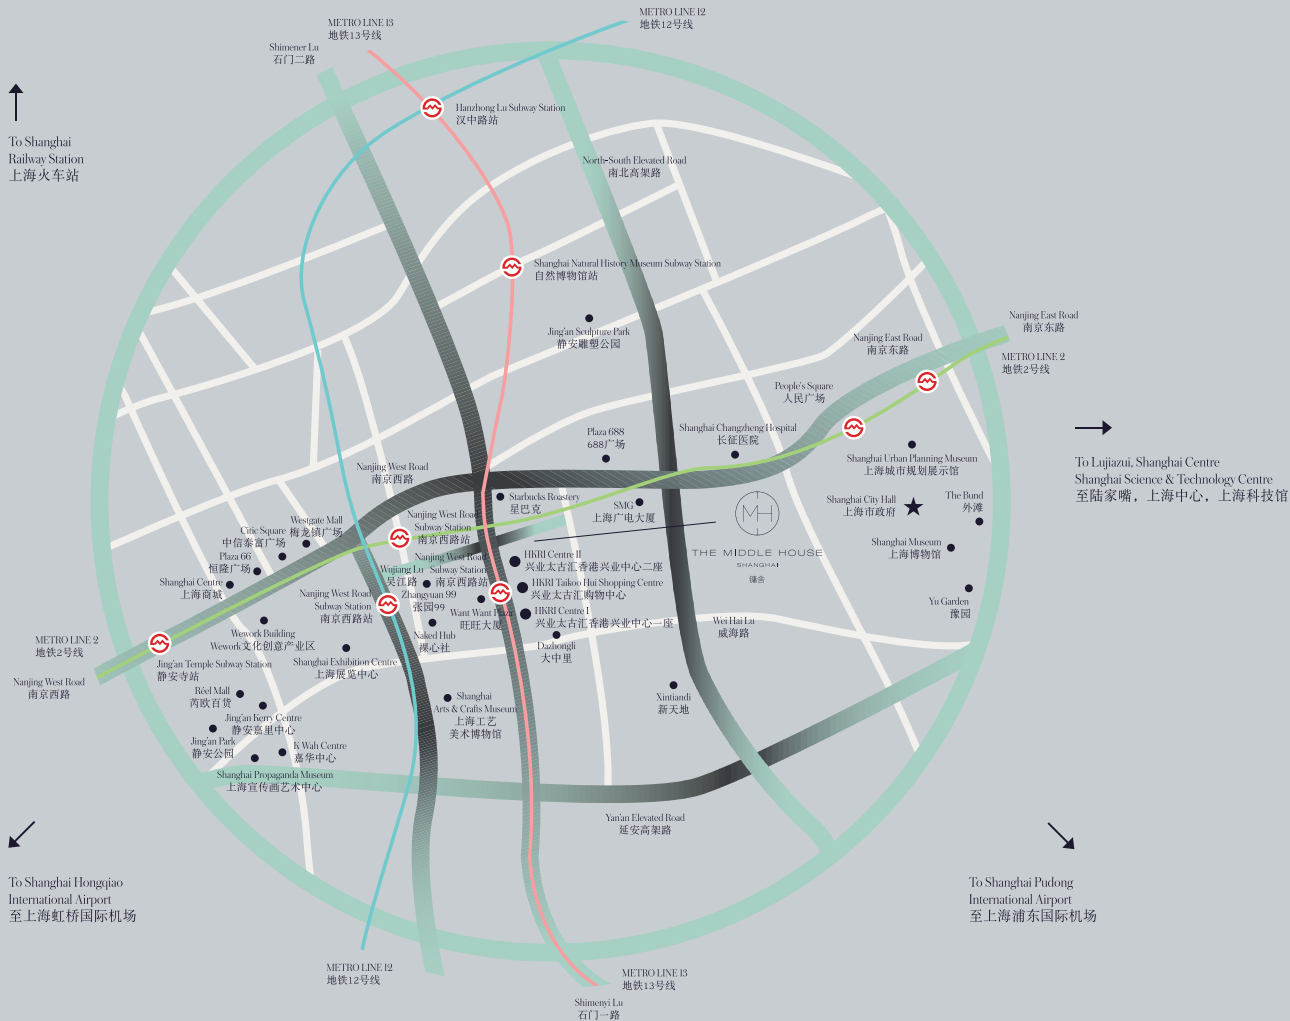 METRO LINE 13
地铁13号线
METRO LINE 12
地铁12号线
Shimener Lu
石门二路
To Shanghai
Railway Station
上海火车站
Hanzhong Lu Subway Station
汉中路站
North-South Elevated Road
南北高架路
Shanghai Natural History Museum Subway Station
自然博物馆站
Jing'an Sculpture Park
静安雕塑公园
Nanjing East Road
南京东路
Nanjing East Road
南京东路
METRO LINE 2
地铁2号线
People's Square
人民广场
Plaza 688
688广场
Shanghai Changzheng Hospital
长征医院
Shanghai Urban Planning Museum
上海城市规划展示馆
To Lujiazui, Shanghai Centre
Shanghai Science & Technology Centre
至陆家嘴，上海中心，上海科技馆
Nanjing West Road
南京西路
Starbucks Roastery
星巴克
SMG
上海广电大厦
Shanghai City Hall
上海市政府
The Bund
外滩
Nanjing West Road
Subway Station
南京西路站
Westgate Mall
梅龙镇广场
Citic Square
中信泰富广场
Plaza 66
恒隆广场
Shanghai Centre
上海商城
MH
THE MIDDLE HOUSE
SHANGHAI
镛舍
Shanghai Museum
上海博物馆
Nanjing West Road
Subway Station
南京西路站
Wujiang Lu
吴江路
HKRI Centre II
兴业太古汇香港兴业中心二座
HKRI Taikoo Hui Shopping Centre
兴业太古汇购物中心
HKRI Centre I
兴业太古汇香港兴业中心一座
Zhangyuan 99
张园99
Want Want Plaza
旺旺大厦
Nanjing West Road
Subway Station
南京西路站
Yu Garden
豫园
Wei Hai Lu
威海路
Naked Hub
裸心社
Dazhongli
大中里
Wework Building
Wework文化创意产业区
METRO LINE 2
地铁2号线
Shanghai Exhibition Centre
上海展览中心
Jing'an Temple Subway Station
静安寺站
Nanjing West Road
南京西路
Réel Mall
芮欧百货
Shanghai
Arts & Crafts Museum
上海工艺
美术博物馆
Xintiandi
新天地
Jing'an Kerry Centre
静安嘉里中心
Jing'an Park
静安公园
K Wah Centre
嘉华中心
Shanghai Propaganda Museum
上海宣传画艺术中心
Yan'an Elevated Road
延安高架路
To Shanghai Hongqiao
International Airport
至上海虹桥国际机场
To Shanghai Pudong
International Airport
至上海浦东国际机场
METRO LINE 12
地铁12号线
METRO LINE 13
地铁13号线
Shimenyi Lu
石门一路